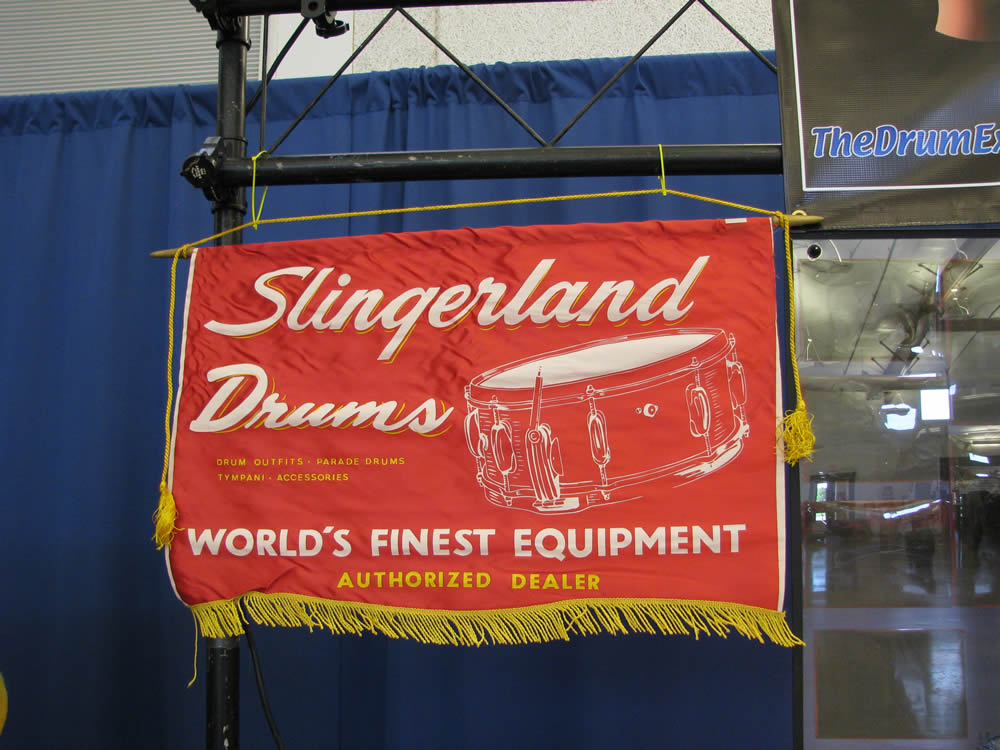 TheDrumEx
Slingerland
Drums
DRUM OUTFITS · PARADE DRUMS
TYMPANI · ACCESSORIES
WORLD'S FINEST EQUIPMENT
AUTHORIZED DEALER